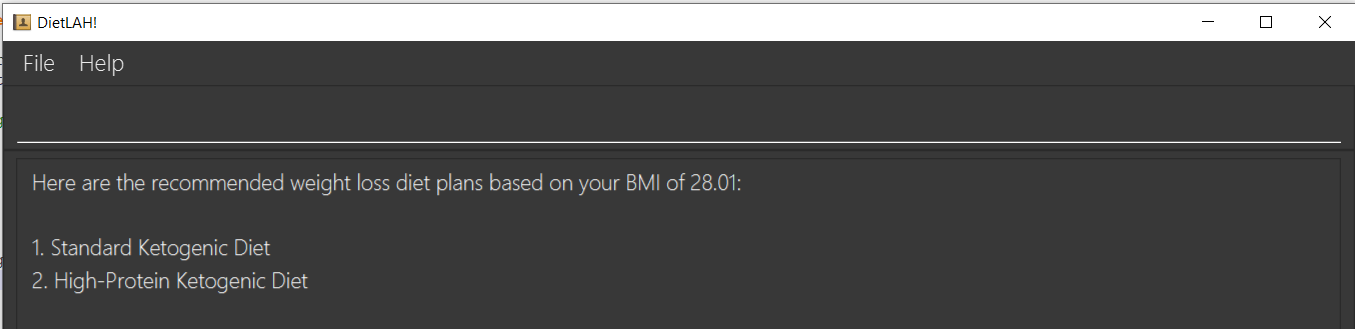 DietLAH!
File Help
Here are the recommended weight loss diet plans based on your BMI of 28.01:
1. Standard Ketogenic Diet
2. High-Protein Ketogenic Diet